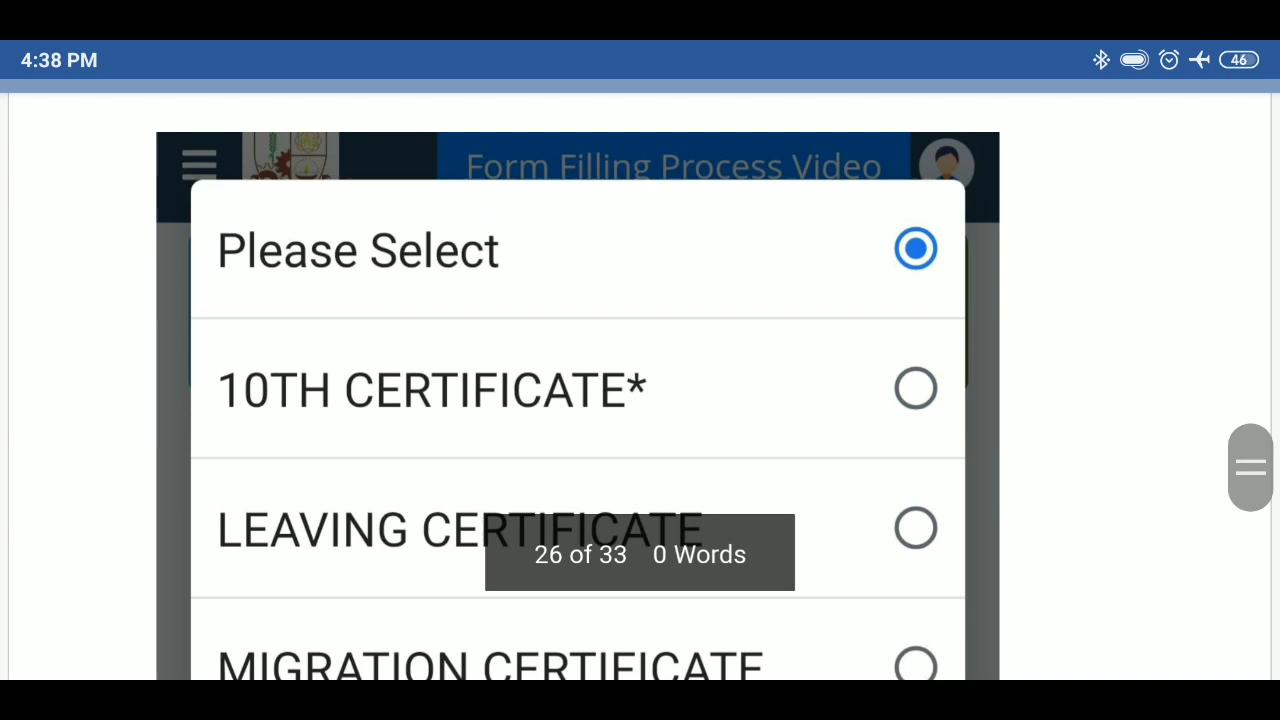 4:38 PM
46
Form Filling Process Video
Please Select
10TH CERTIFICATE*
LEAVING CERTIFICATE
26 of 33 0 Words
MIGRATION CERTIFICATE